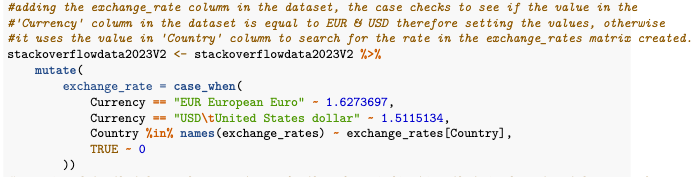 #adding the exchange_rate column in the dataset, the case checks to see if the value in the
#'Currency' column in the dataset is equal to EUR & USD therefore setting the values, otherwise
#it uses the value in 'Country' column to search for the rate in the exchange_rates matrix created.
stackoverflowdata2023V2 <- stackoverflowdata2023V2 %>%
    mutate(
        exchange_rate = case_when(
            Currency == "EUR European Euro" ~ 1.6273697,
            Currency == "USD\tUnited States dollar" ~ 1.5115134,
            Country %in% names(exchange_rates) ~ exchange_rates[Country],
            TRUE ~ 0
        ))